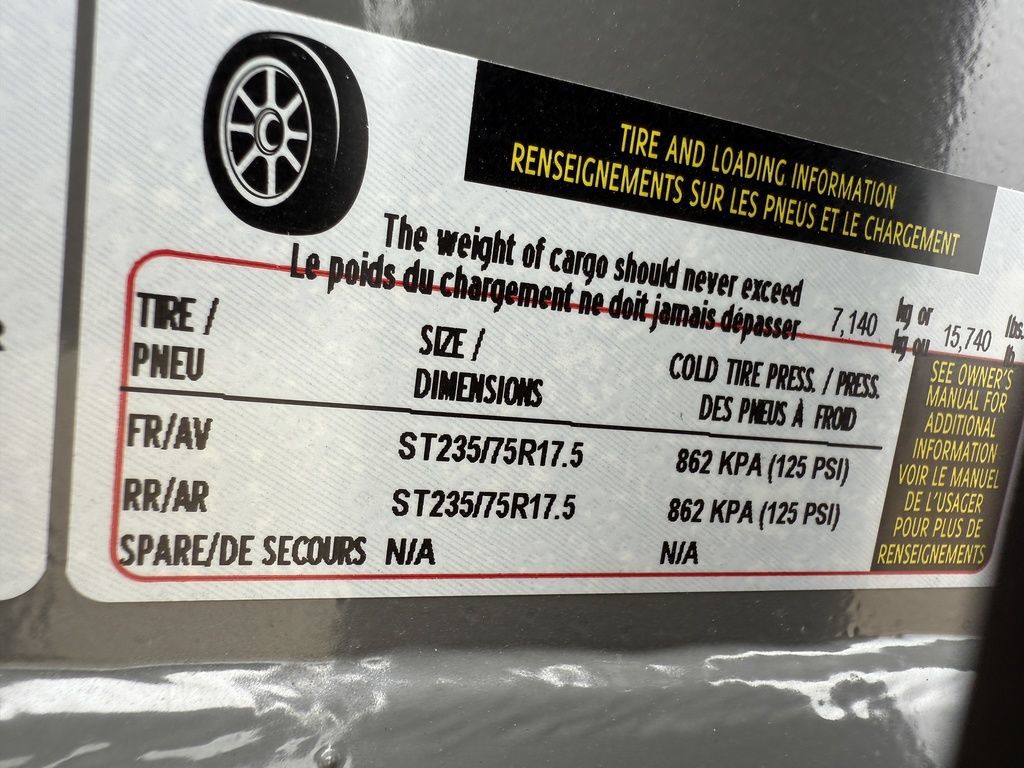 TIRE AND LOADING INFORMATION
RENSEIGNEMENTS SUR LES PNEUS ET LE CHARGEMENT
The weight of cargo should never exceed
Le poids du chargement ne doit jamais dépasser
7,140 kg or 15,740 lbs.
kg ou lb
TIRE / SIZE / COLD TIRE PRESS. / PRESS.
PNEU DIMENSIONS DES PNEUS À FROID
FR/AV ST235/75R17.5 862 KPA (125 PSI)
RR/AR ST235/75R17.5 862 KPA (125 PSI)
SPARE/DE SECOURS N/A N/A
SEE OWNER'S
MANUAL FOR
ADDITIONAL
INFORMATION
VOIR LE MANUEL
DE L'USAGER
POUR PLUS DE
RENSEIGNEMENTS